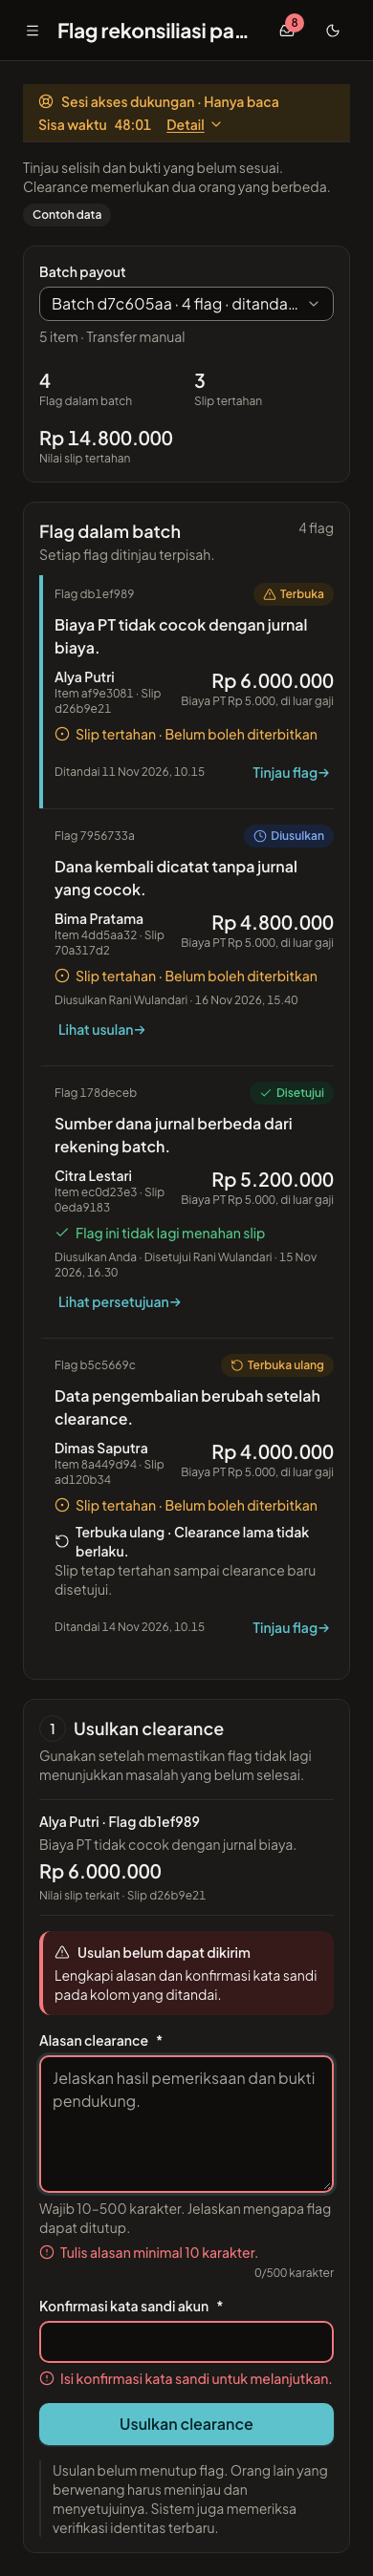 Flag rekonsiliasi pa...
8
Sesi akses dukungan · Hanya baca
Sisa waktu 48:01 Detail
Tinjau selisih dan bukti yang belum sesuai.
Clearance memerlukan dua orang yang berbeda.
Contoh data
Batch payout
Batch d7c605aa · 4 flag · ditanda...
5 item · Transfer manual
4
Flag dalam batch
3
Slip tertahan
Rp 14.800.000
Nilai slip tertahan
Flag dalam batch
4 flag
Setiap flag ditinjau terpisah.
Flag db1ef989
Terbuka
Biaya PT tidak cocok dengan jurnal
biaya.
Alya Putri
Item af9e3081 · Slip
d26b9e21
Rp 6.000.000
Biaya PT Rp 5.000, di luar gaji
Slip tertahan · Belum boleh diterbitkan
Ditandai 11 Nov 2026, 10.15
Tinjau flag→
Flag 7956733a
Diusulkan
Dana kembali dicatat tanpa jurnal
yang cocok.
Bima Pratama
Item 4dd5aa32 · Slip
70a317d2
Rp 4.800.000
Biaya PT Rp 5.000, di luar gaji
Slip tertahan · Belum boleh diterbitkan
Diusulkan Rani Wulandari · 16 Nov 2026, 15.40
Lihat usulan→
Flag 178deceb
Disetujui
Sumber dana jurnal berbeda dari
rekening batch.
Citra Lestari
Item ec0d23e3 · Slip
0eda9183
Rp 5.200.000
Biaya PT Rp 5.000, di luar gaji
Flag ini tidak lagi menahan slip
Diusulkan Anda · Disetujui Rani Wulandari · 15 Nov
2026, 16.30
Lihat persetujuan→
Flag b5c5669c
Terbuka ulang
Data pengembalian berubah setelah
clearance.
Dimas Saputra
Item 8a449d94 · Slip
ad120b34
Rp 4.000.000
Biaya PT Rp 5.000, di luar gaji
Slip tertahan · Belum boleh diterbitkan
Terbuka ulang · Clearance lama tidak
berlaku.
Slip tetap tertahan sampai clearance baru
disetujui.
Ditandai 14 Nov 2026, 10.15
Tinjau flag→
1 Usulkan clearance
Gunakan setelah memastikan flag tidak lagi
menunjukkan masalah yang belum selesai.
Alya Putri · Flag db1ef989
Biaya PT tidak cocok dengan jurnal biaya.
Rp 6.000.000
Nilai slip terkait · Slip d26b9e21
Usulan belum dapat dikirim
Lengkapi alasan dan konfirmasi kata sandi
pada kolom yang ditandai.
Alasan clearance *
Jelaskan hasil pemeriksaan dan bukti
pendukung.
Wajib 10–500 karakter. Jelaskan mengapa flag
dapat ditutup.
Tulis alasan minimal 10 karakter.
0/500 karakter
Konfirmasi kata sandi akun *
Isi konfirmasi kata sandi untuk melanjutkan.
Usulkan clearance
Usulan belum menutup flag. Orang lain yang
berwenang harus meninjau dan
menyetujuinya. Sistem juga memeriksa
verifikasi identitas terbaru.